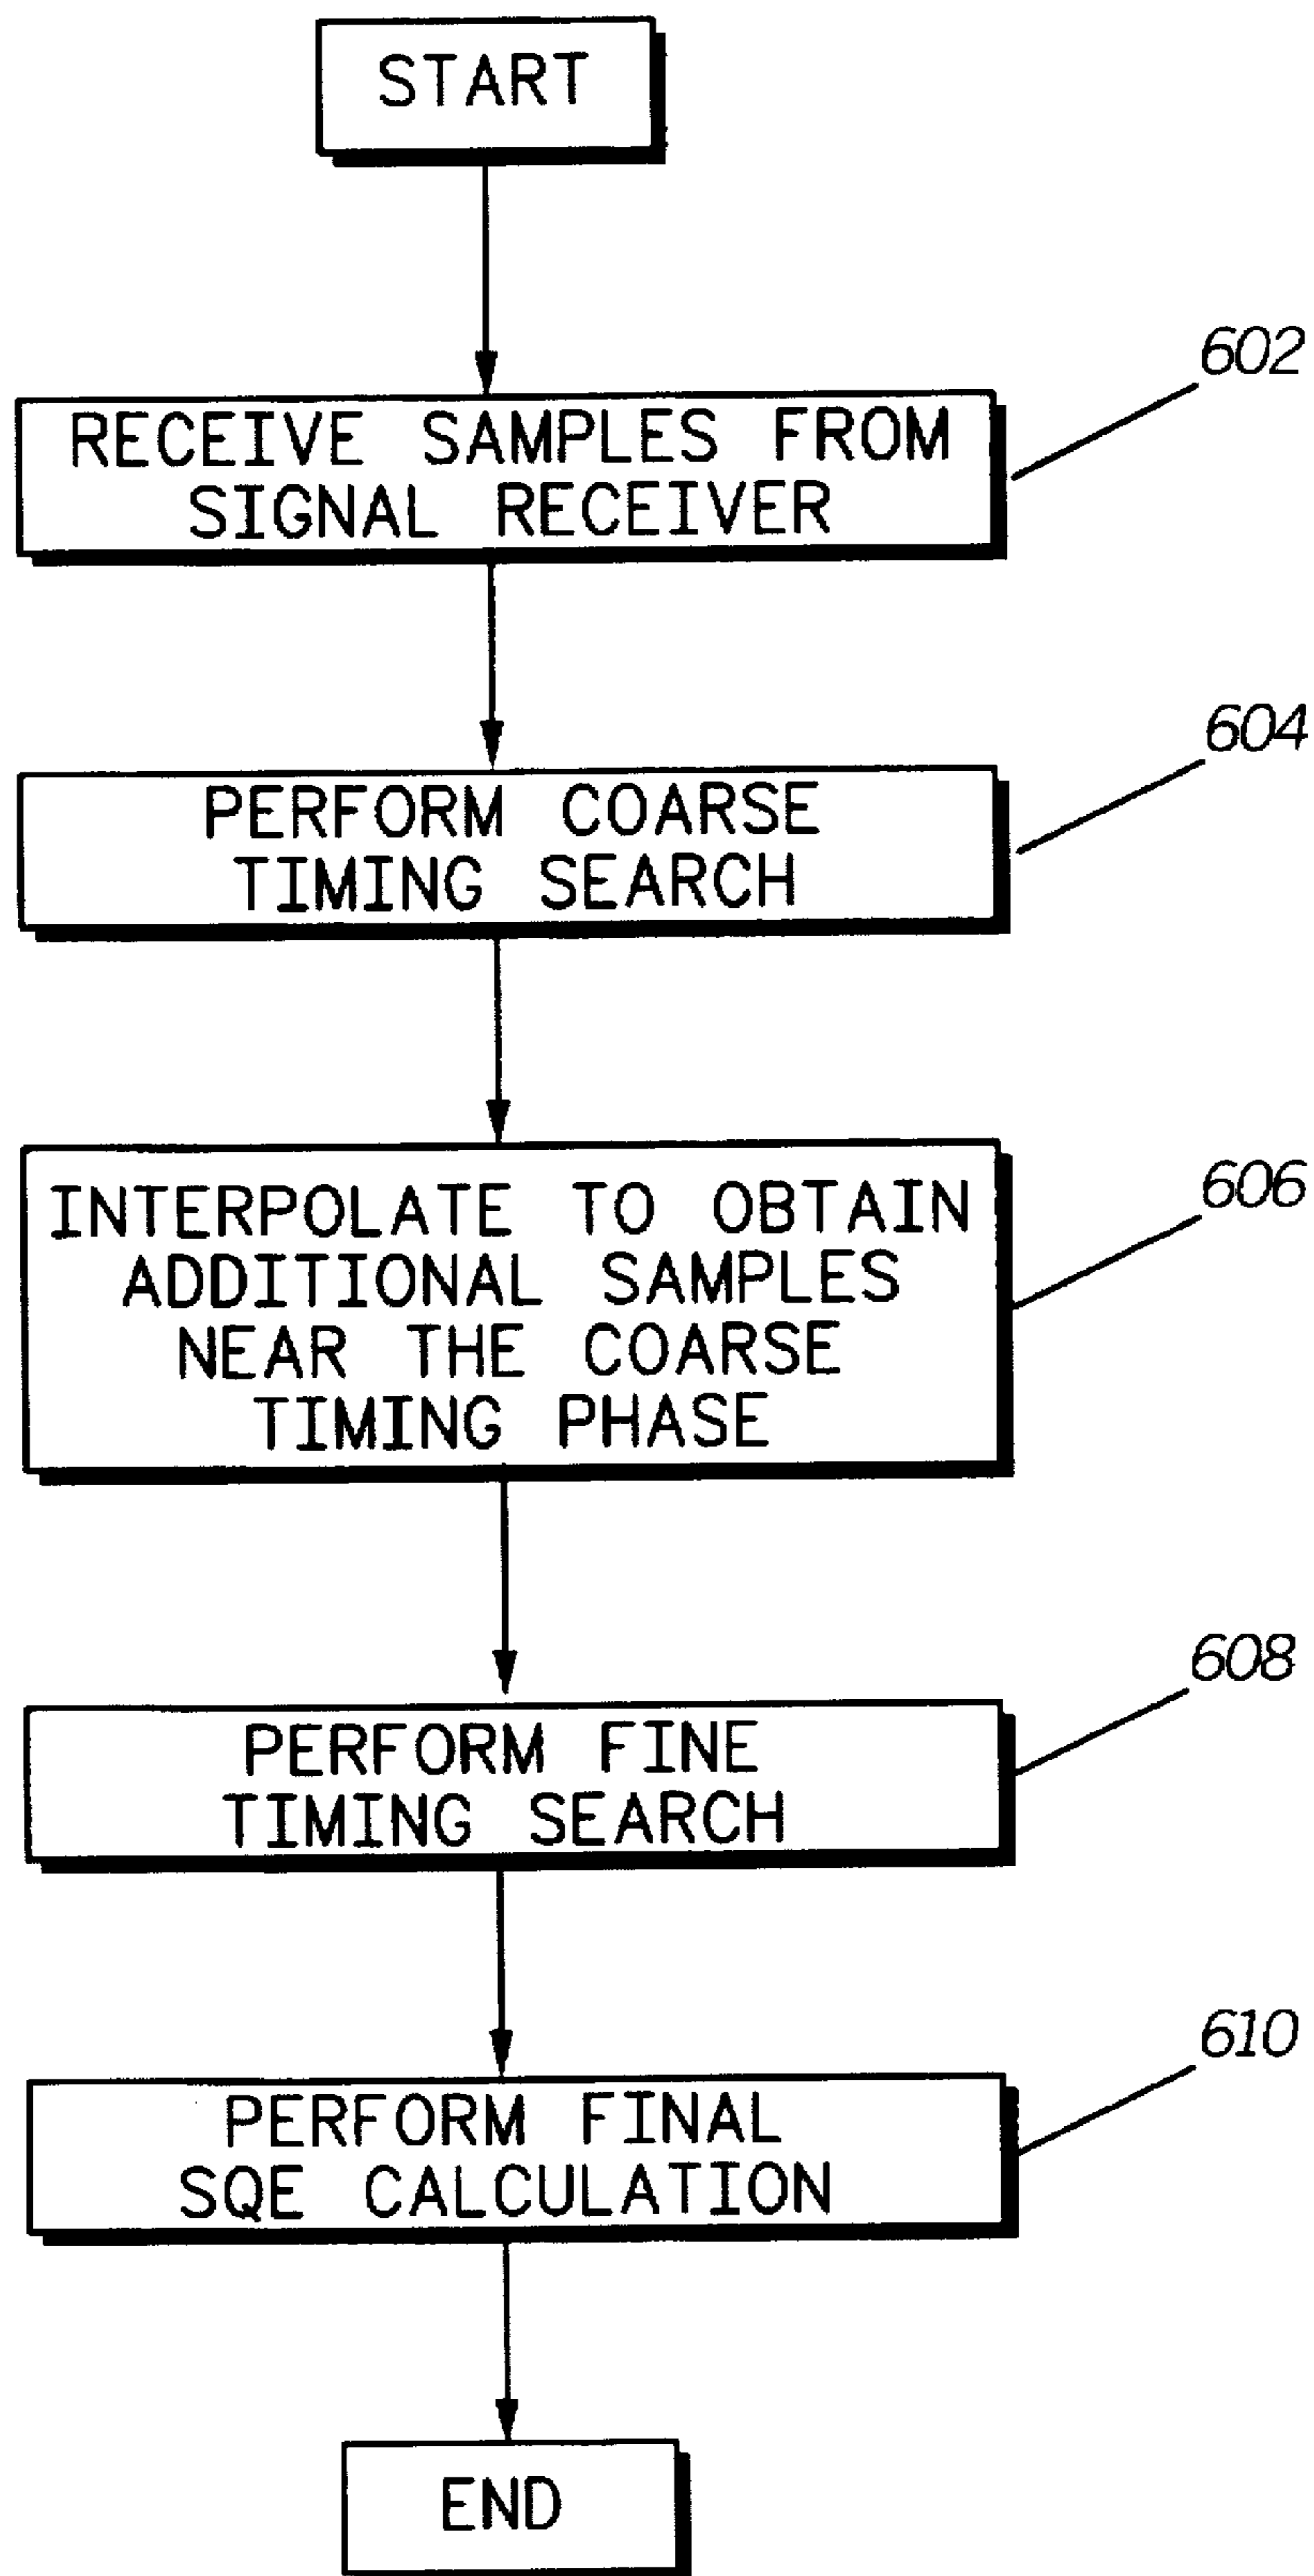 START
602
RECEIVE SAMPLES FROM
SIGNAL RECEIVER
604
PERFORM COARSE
TIMING SEARCH
606
INTERPOLATE TO OBTAIN
ADDITIONAL SAMPLES
NEAR THE COARSE
TIMING PHASE
608
PERFORM FINE
TIMING SEARCH
610
PERFORM FINAL
SQE CALCULATION
END